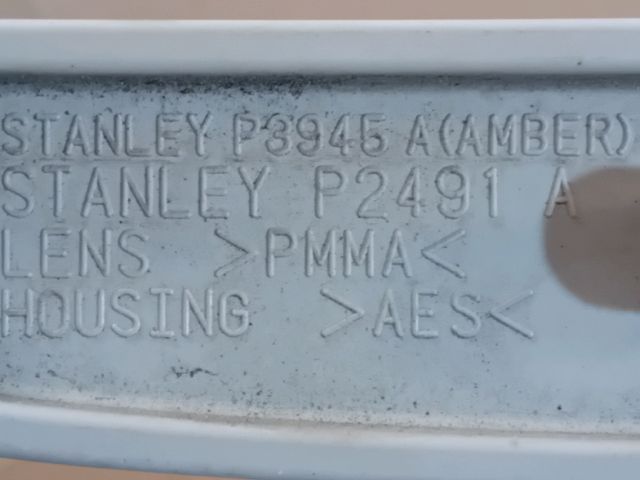 STANLEY P3945 A(AMBER)
STANLEY P2491 A
LENS >PMMA<
HOUSING >AES<